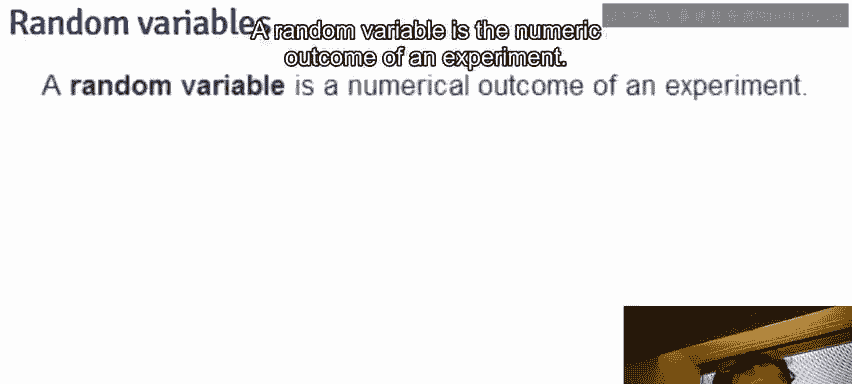 Random variables
A random variable is the numeric
outcome of an experiment.
A random variable is a numerical outcome of an experiment.